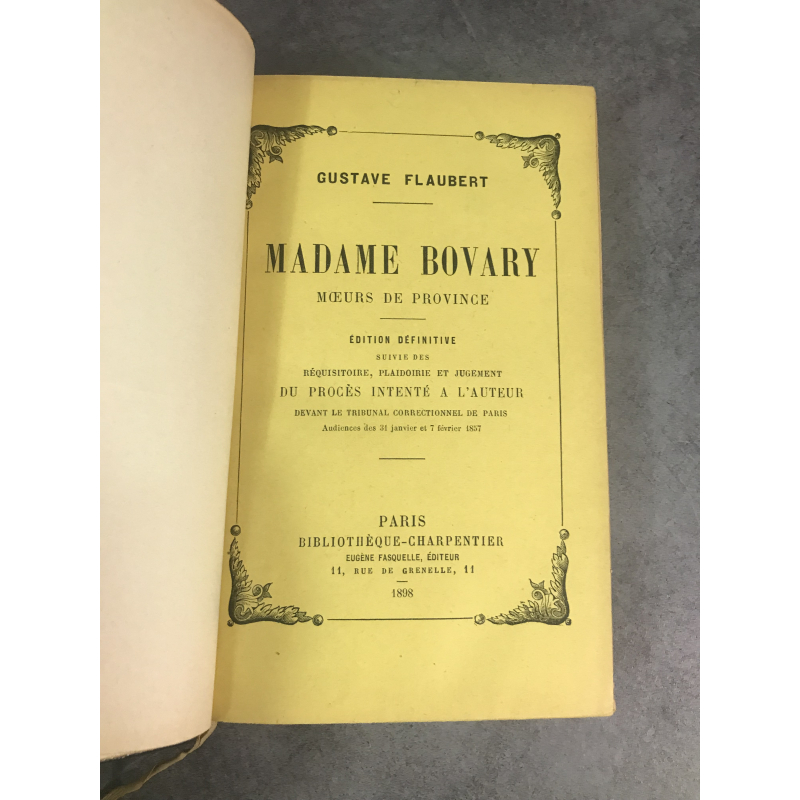 GUSTAVE FLAUBERT
MADAME BOVARY
MŒURS DE PROVINCE
ÉDITION DÉFINITIVE
SUIVIE DES
RÉQUISITOIRE, PLAIDOIRIE ET JUGEMENT
DU PROCÈS INTENTÉ A L'AUTEUR
DEVANT LE TRIBUNAL CORRECTIONNEL DE PARIS
Audiences des 31 janvier et 7 février 1857
PARIS
BIBLIOTHÈQUE-CHARPENTIER
EUGÈNE FASQUELLE, ÉDITEUR
11, RUE DE GRENELLE, 11
1898